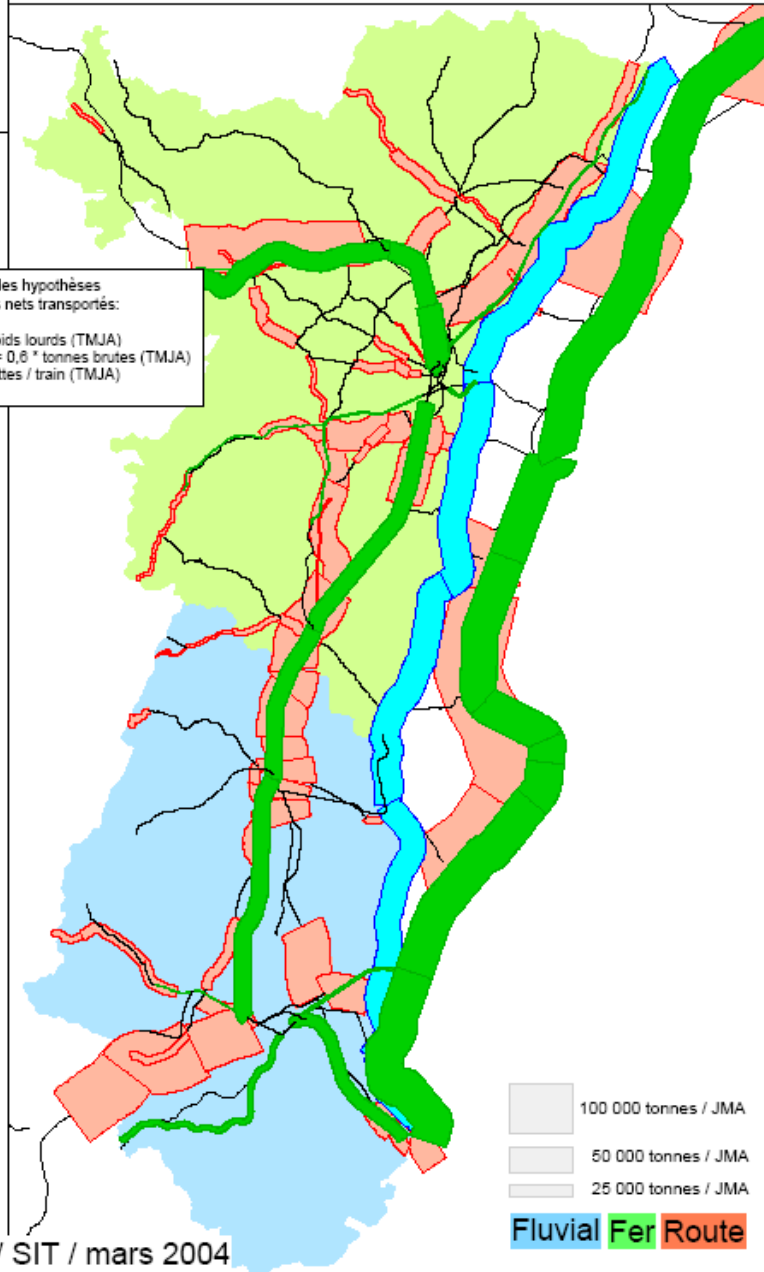 des hypothèses
s nets transportés:
ids lourds (TMJA)
= 0,6 * tonnes brutes (TMJA)
ttes / train (TMJA)
100 000 tonnes / JMA
50 000 tonnes / JMA
25 000 tonnes / JMA
Fluvial Fer Route
/ SIT / mars 2004